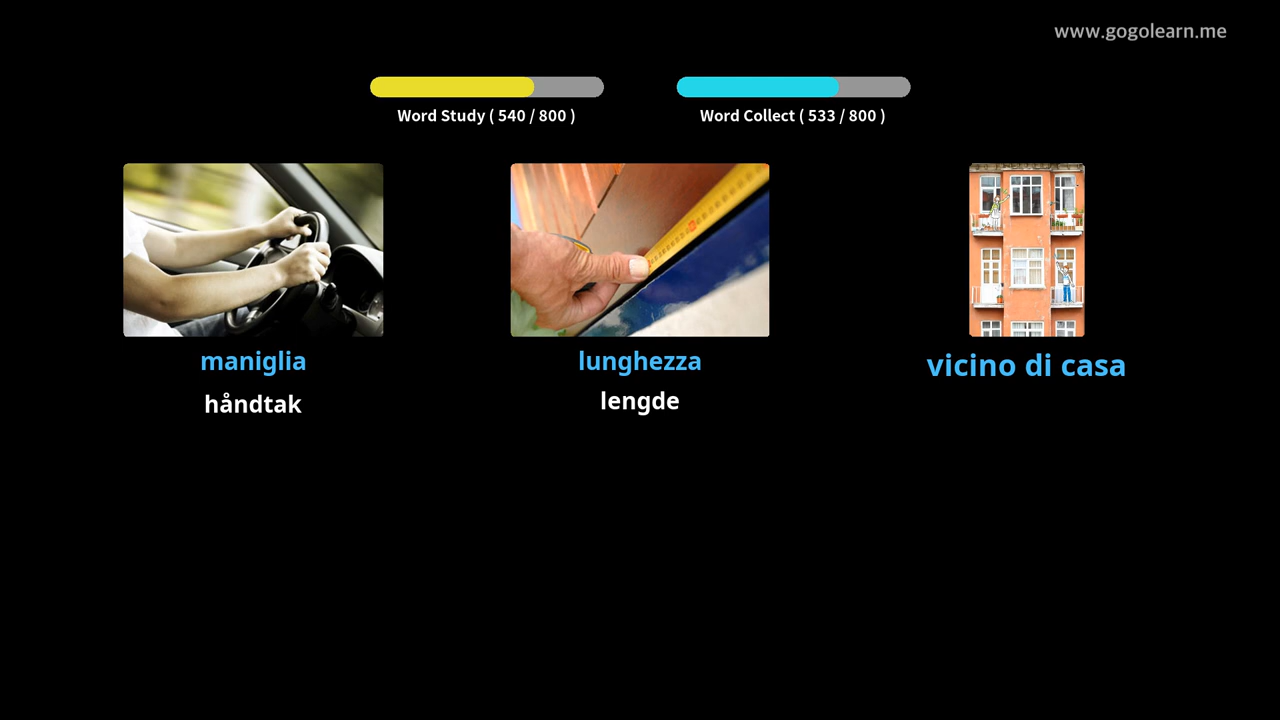 www.gogolearn.me
Word Study ( 540 / 800 )
Word Collect ( 533 / 800 )
maniglia
håndtak
lunghezza
lengde
vicino di casa